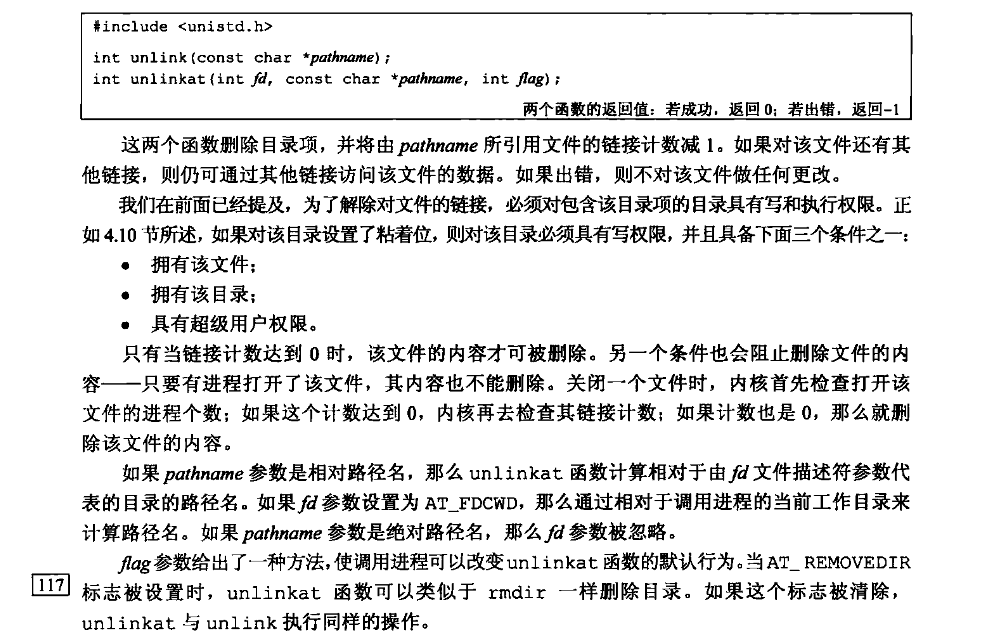 #include <unistd.h>
int unlink(const char *pathname);
int unlinkat(int fd, const char *pathname, int flag);
两个函数的返回值：若成功，返回 0；若出错，返回-1
这两个函数删除目录项，并将由 pathname 所引用文件的链接计数减 1。如果对该文件还有其
他链接，则仍可通过其他链接访问该文件的数据。如果出错，则不对该文件做任何更改。
我们在前面已经提及，为了解除对文件的链接，必须对包含该目录项的目录具有写和执行权限。正
如 4.10 节所述，如果对该目录设置了粘着位，则对该目录必须具有写权限，并且具备下面三个条件之一：
• 拥有该文件；
• 拥有该目录；
• 具有超级用户权限。
只有当链接计数达到 0 时，该文件的内容才可被删除。另一个条件也会阻止删除文件的内
容——只要有进程打开了该文件，其内容也不能删除。关闭一个文件时，内核首先检查打开该
文件的进程个数；如果这个计数达到 0，内核再去检查其链接计数；如果计数也是 0，那么就删
除该文件的内容。
如果 pathname 参数是相对路径名，那么 unlinkat 函数计算相对于由 fd 文件描述符参数代
表的目录的路径名。如果 fd 参数设置为 AT_FDCWD，那么通过相对于调用进程的当前工作目录来
计算路径名。如果 pathname 参数是绝对路径名，那么 fd 参数被忽略。
flag 参数给出了一种方法，使调用进程可以改变 unlinkat 函数的默认行为。当 AT_REMOVEDIR
117 标志被设置时，unlinkat 函数可以类似于 rmdir 一样删除目录。如果这个标志被清除，
unlinkat 与 unlink 执行同样的操作。